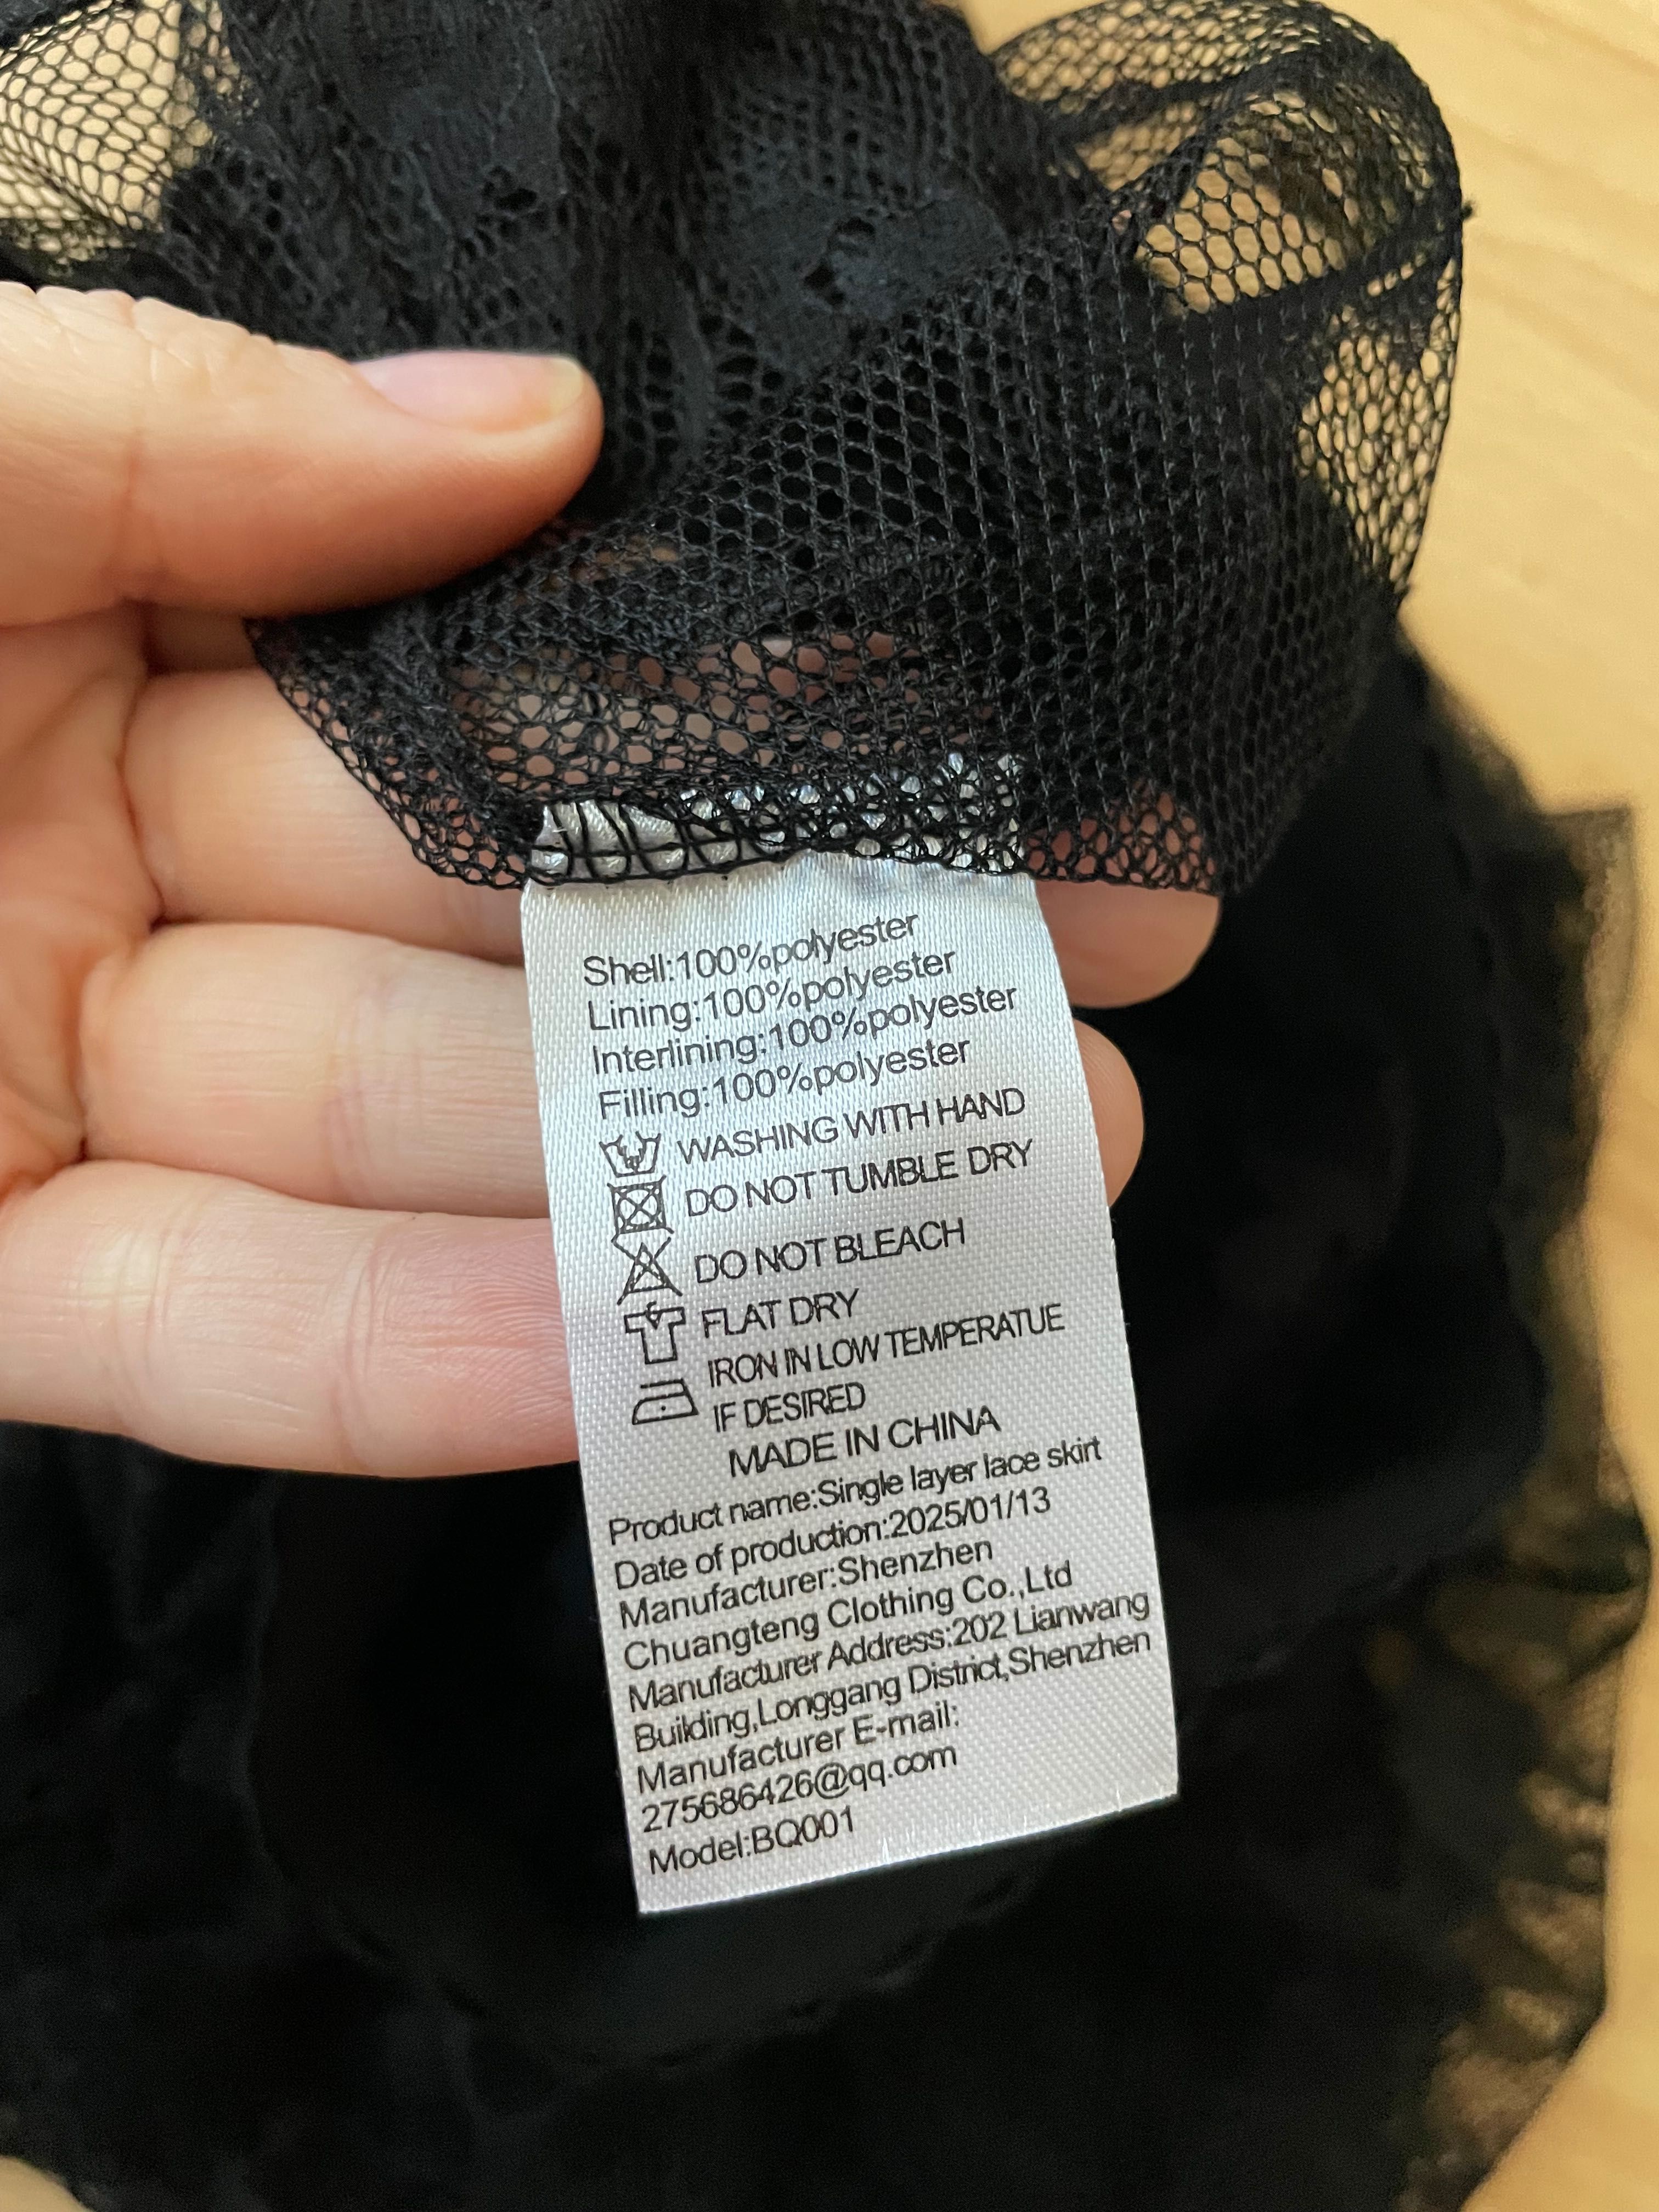 Shell:100%polyester
Lining:100%polyester
Interlining:100%polyester
Filling:100%polyester
WASHING WITH HAND
DO NOT TUMBLE DRY
DO NOT BLEACH
FLAT DRY
IRON IN LOW TEMPERATUE
IF DESIRED
MADE IN CHINA
Product name:Single layer lace skirt
Date of production:2025/01/13
Manufacturer:Shenzhen
Chuangteng Clothing Co.,Ltd
Manufacturer Address:202 Lianwang
Building,Longgang District,Shenzhen
Manufacturer E-mail:
275686426@qq.com
Model:BQ001